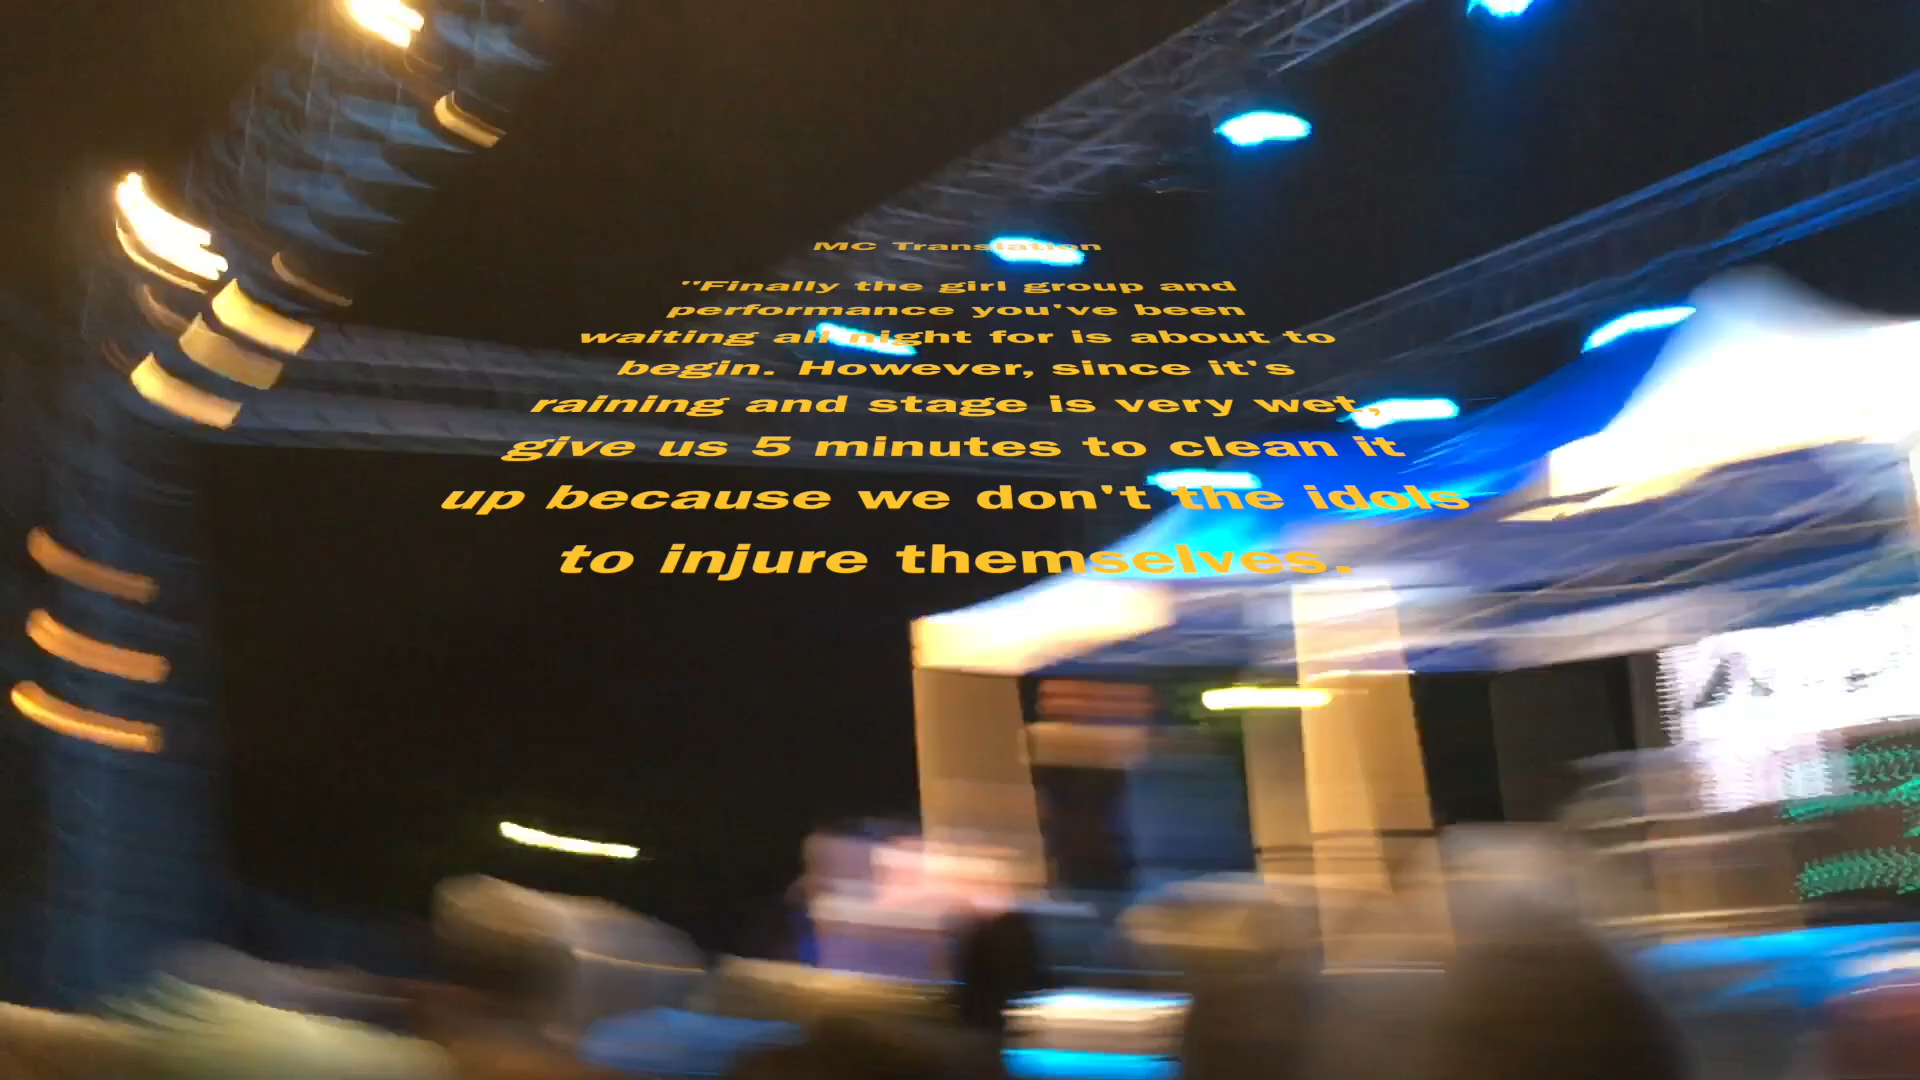 MC Translation
"Finally the girl group and
performance you've been
waiting all night for is about to
begin. However, since it's
raining and stage is very wet,
give us 5 minutes to clean it
up because we don't the idols
to injure themselves.